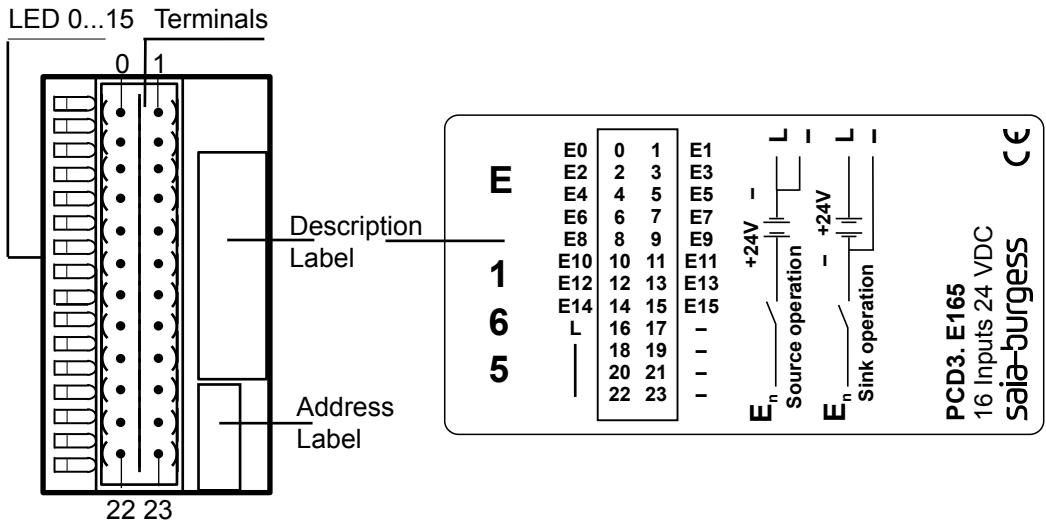 LED 0...15 Terminals
0 1
22 23
Description
Label
Address
Label
E
1
6
5
E0 0 1 E1
E2 2 3 E3
E4 4 5 E5
E6 6 7 E7
E8 8 9 E9
E10 10 11 E11
E12 12 13 E13
E14 14 15 E15
L 16 17 –
18 19 –
20 21 –
22 23 –
L –
+24V –
En
Source operation
L –
– +24V
En
Sink operation
PCD3. E165
16 Inputs 24 VDC
saia-burgess
CE